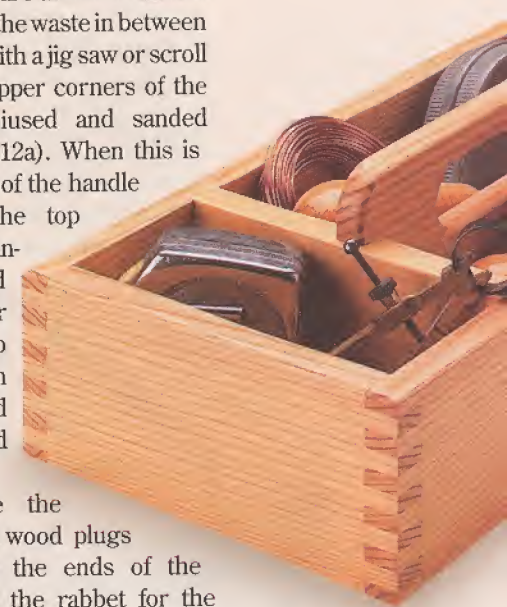 the waste in between
ith a jig saw or scroll
pper corners of the
iused and sanded
12a). When this is
of the handle
he top
n-
d
r
o
n
d
d
e the
wood plugs
the ends of the
the rabbet for the